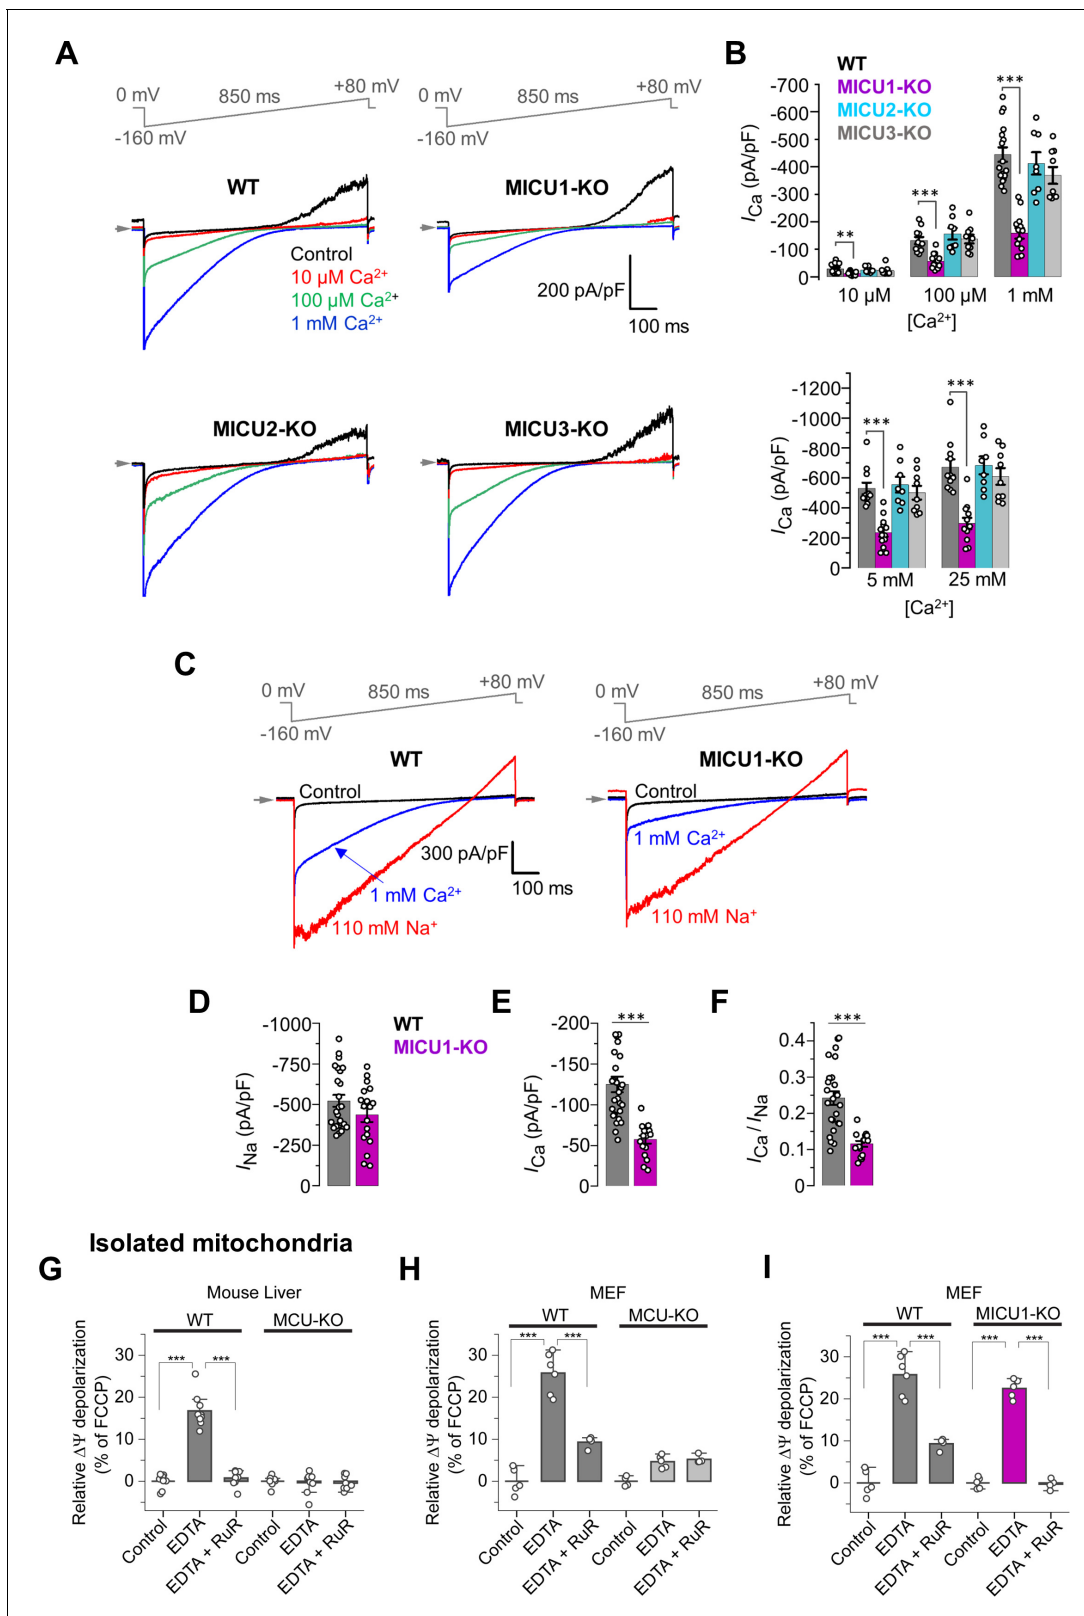 A
0 mV
850 ms
+80 mV
-160 mV
0 mV
850 ms
+80 mV
-160 mV
WT
MICU1-KO
Control
10 µM Ca²⁺
100 µM Ca²⁺
1 mM Ca²⁺
200 pA/pF
100 ms
MICU2-KO
MICU3-KO
B
WT
MICU1-KO
MICU2-KO
MICU3-KO
I Ca (pA/pF)
-700
-600
-500
-400
-300
-200
-100
0
**
***
***
10 µM
100 µM
1 mM
[Ca²⁺]
I Ca (pA/pF)
-1200
-1000
-800
-600
-400
-200
0
***
***
5 mM
25 mM
[Ca²⁺]
C
0 mV
850 ms
+80 mV
-160 mV
0 mV
850 ms
+80 mV
-160 mV
WT
MICU1-KO
Control
1 mM Ca²⁺
110 mM Na⁺
300 pA/pF
100 ms
Control
1 mM Ca²⁺
110 mM Na⁺
D
I Na (pA/pF)
-1000
-750
-500
-250
0
WT
MICU1-KO
E
I Ca (pA/pF)
-200
-150
-100
-50
0
***
F
I Ca / I Na
0.4
0.3
0.2
0.1
0
***
Isolated mitochondria
G
Mouse Liver
WT
MCU-KO
Relative ΔΨ depolarization
(% of FCCP)
30
20
10
0
***
***
Control
EDTA
EDTA + RuR
Control
EDTA
EDTA + RuR
H
MEF
WT
MCU-KO
Relative ΔΨ depolarization
(% of FCCP)
30
20
10
0
***
***
Control
EDTA
EDTA + RuR
Control
EDTA
EDTA + RuR
I
MEF
WT
MICU1-KO
Relative ΔΨ depolarization
(% of FCCP)
30
20
10
0
***
***
***
***
Control
EDTA
EDTA + RuR
Control
EDTA
EDTA + RuR